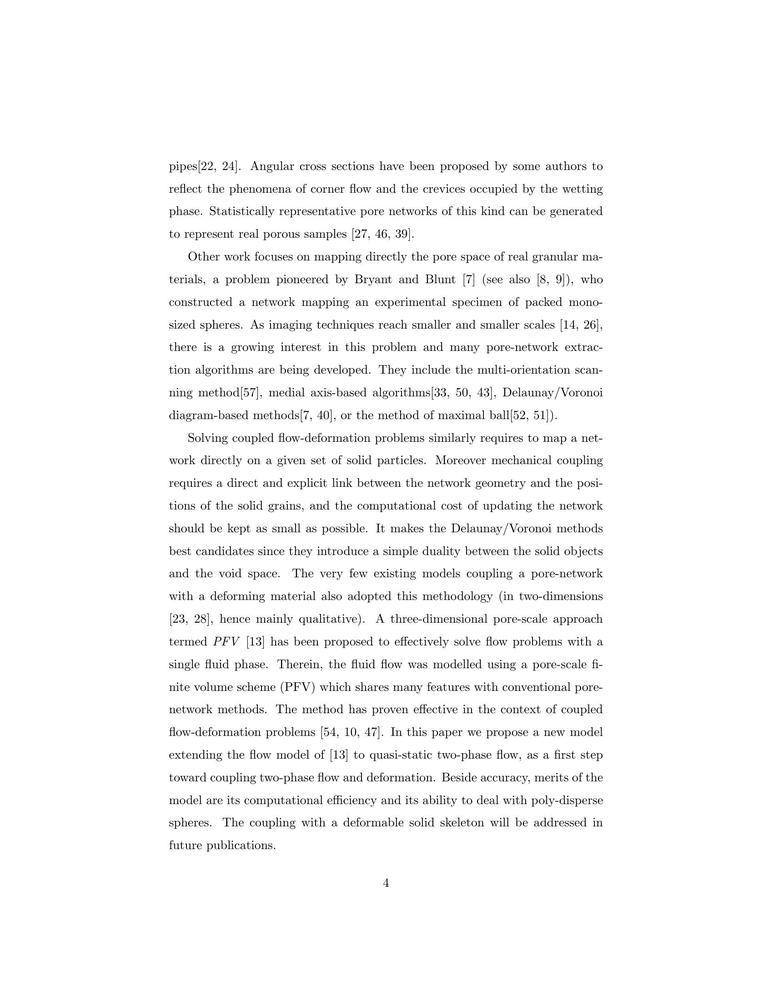 pipes[22, 24]. Angular cross sections have been proposed by some authors to
reflect the phenomena of corner flow and the crevices occupied by the wetting
phase. Statistically representative pore networks of this kind can be generated
to represent real porous samples [27, 46, 39].
Other work focuses on mapping directly the pore space of real granular ma-
terials, a problem pioneered by Bryant and Blunt [7] (see also [8, 9]), who
constructed a network mapping an experimental specimen of packed mono-
sized spheres. As imaging techniques reach smaller and smaller scales [14, 26],
there is a growing interest in this problem and many pore-network extrac-
tion algorithms are being developed. They include the multi-orientation scan-
ning method[57], medial axis-based algorithms[33, 50, 43], Delaunay/Voronoi
diagram-based methods[7, 40], or the method of maximal ball[52, 51]).
Solving coupled flow-deformation problems similarly requires to map a net-
work directly on a given set of solid particles. Moreover mechanical coupling
requires a direct and explicit link between the network geometry and the posi-
tions of the solid grains, and the computational cost of updating the network
should be kept as small as possible. It makes the Delaunay/Voronoi methods
best candidates since they introduce a simple duality between the solid objects
and the void space. The very few existing models coupling a pore-network
with a deforming material also adopted this methodology (in two-dimensions
[23, 28], hence mainly qualitative). A three-dimensional pore-scale approach
termed PFV [13] has been proposed to effectively solve flow problems with a
single fluid phase. Therein, the fluid flow was modelled using a pore-scale fi-
nite volume scheme (PFV) which shares many features with conventional pore-
network methods. The method has proven effective in the context of coupled
flow-deformation problems [54, 10, 47]. In this paper we propose a new model
extending the flow model of [13] to quasi-static two-phase flow, as a first step
toward coupling two-phase flow and deformation. Beside accuracy, merits of the
model are its computational efficiency and its ability to deal with poly-disperse
spheres. The coupling with a deformable solid skeleton will be addressed in
future publications.
4